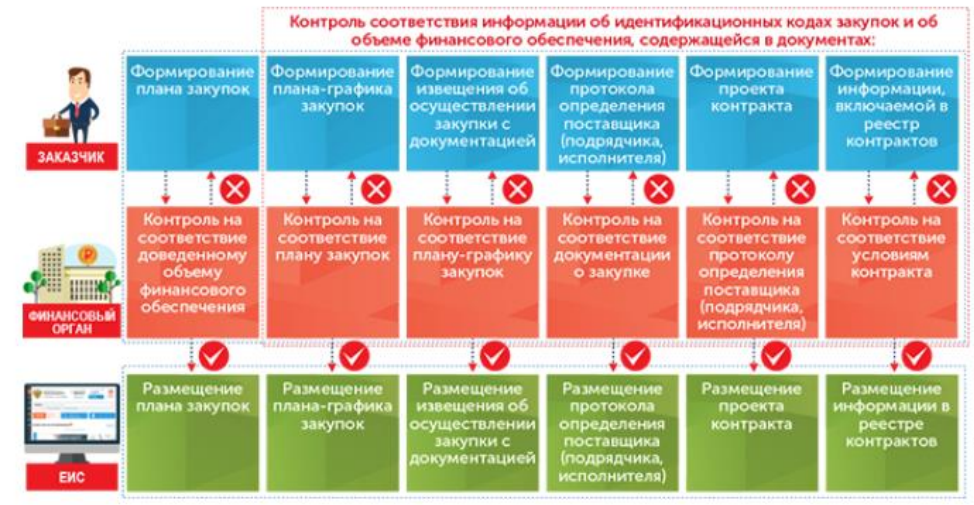 Контроль соответствия информации об идентификационных кодах закупок и об
объеме финансового обеспечения, содержащейся в документах:
ЗАКАЗЧИК
Формирование
плана закупок
Формирование
плана-графика
закупок
Формирование
извещения об
осуществлении
закупки с
документацией
Формирование
протокола
определения
поставщика
(подрядчика,
исполнителя)
Формирование
проекта
контракта
Формирование
информации,
включаемой в
реестр
контрактов
ФИНАНСОВЫЙ
ОРГАН
Контроль на
соответствие
доведенному
объему
финансового
обеспечения
Контроль на
соответствие
плану закупок
Контроль на
соответствие
плану-графику
закупок
Контроль на
соответствие
документации
о закупке
Контроль на
соответствие
протоколу
определения
поставщика
(подрядчика,
исполнителя)
Контроль на
соответствие
условиям
контракта
ЕИС
Размещение
плана закупок
Размещение
плана-графика
закупок
Размещение
извещения об
осуществлении
закупки с
документацией
Размещение
протокола
определения
поставщика
(подрядчика,
исполнителя)
Размещение
проекта
контракта
Размещение
информации в
реестре
контрактов